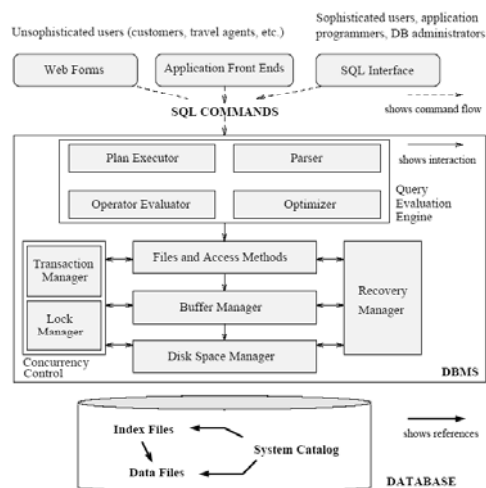 Unsophisticated users (customers, travel agents, etc.)
Sophisticated users, application
programmers, DB administrators
Web Forms
Application Front Ends
SQL Interface
SQL COMMANDS
shows command flow
Plan Executor
Parser
shows interaction
Operator Evaluator
Optimizer
Query
Evaluation
Engine
Transaction
Manager
Files and Access Methods
Recovery
Manager
Buffer Manager
Lock
Manager
Disk Space Manager
Concurrency
Control
DBMS
Index Files
System Catalog
Data Files
shows references
DATABASE